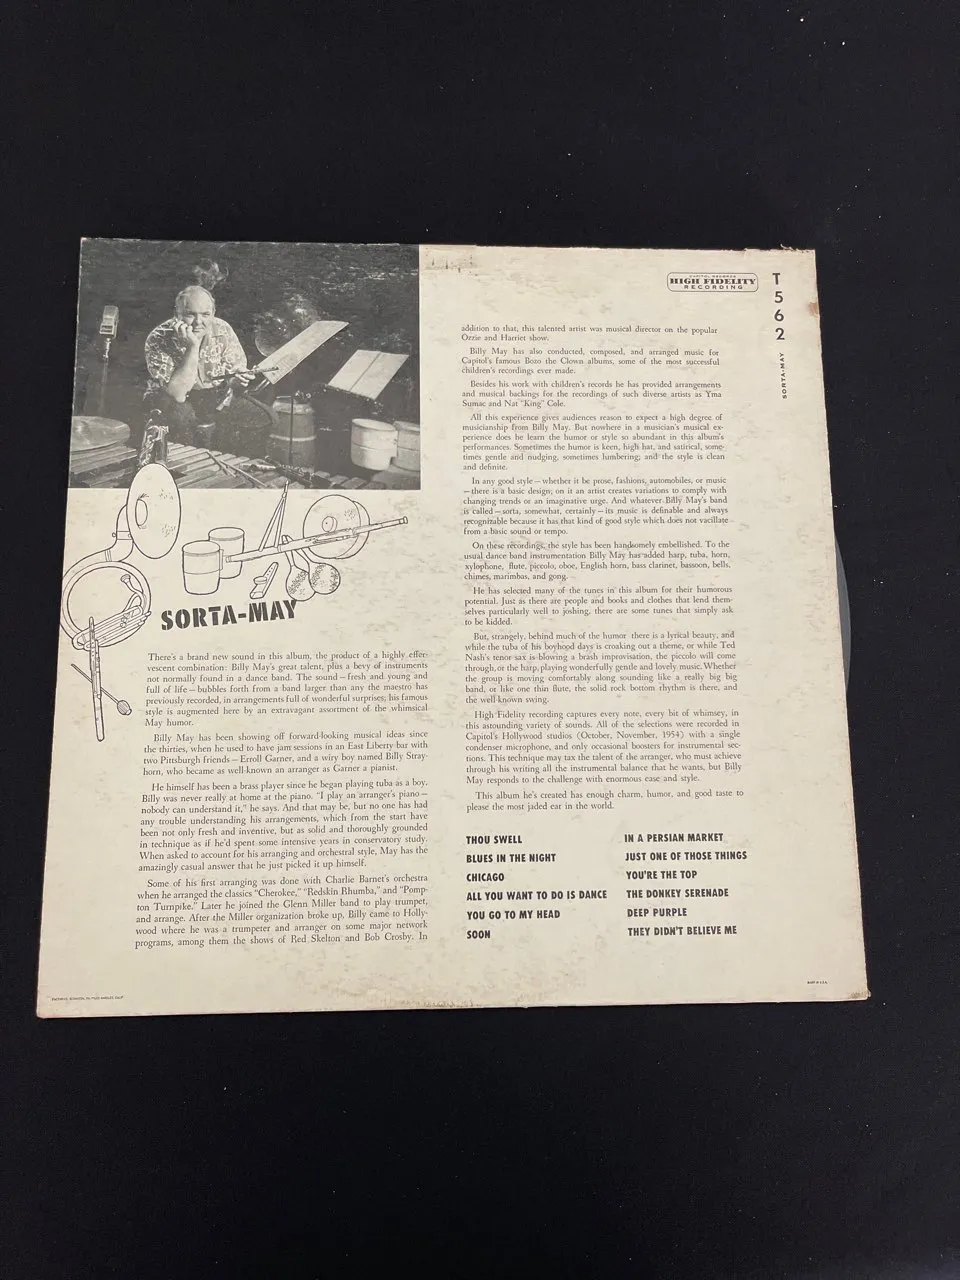 CAPITOL RECORDS
HIGH FIDELITY
RECORDING
T
5
6
2
SORTA-MAY
SORTA-MAY
There's a brand new sound in this album, the product of a highly effer-
vescent combination: Billy May's great talent, plus a bevy of instruments
not normally found in a dance band. The sound—fresh and young and
full of life—bubbles forth from a band larger than any the maestro has
previously recorded, in arrangements full of wonderful surprises; his famous
style is augmented here by an extravagant assortment of the whimsical
May humor.
Billy May has been showing off forward-looking musical ideas since
the thirties, when he used to have jam sessions in an East Liberty bar with
two Pittsburgh friends—Erroll Garner, and a wiry boy named Billy Stray-
horn, who became as well-known an arranger as Garner a pianist.
He himself has been a brass player since he began playing tuba as a boy.
Billy was never really at home at the piano. "I play an arranger's piano—
nobody can understand it," he says. And that may be, but no one has had
any trouble understanding his arrangements, which from the start have
been not only fresh and inventive, but as solid and thoroughly grounded
in technique as if he'd spent some intensive years in conservatory study.
When asked to account for his arranging and orchestral style, May has the
amazingly casual answer that he just picked it up himself.
Some of his first arranging was done with Charlie Barnet's orchestra
when he arranged the classics "Cherokee," "Redskin Rhumba," and "Pomp-
ton Turnpike." Later he joined the Glenn Miller band to play trumpet,
and arrange. After the Miller organization broke up, Billy came to Holly-
wood where he was a trumpeter and arranger on some major network
programs, among them the shows of Red Skelton and Bob Crosby. In
addition to that, this talented artist was musical director on the popular
Ozzie and Harriet show.
Billy May has also conducted, composed, and arranged music for
Capitol's famous Bozo the Clown albums, some of the most successful
children's recordings ever made.
Besides his work with children's records he has provided arrangements
and musical backings for the recordings of such diverse artists as Yma
Sumac and Nat "King" Cole.
All this experience gives audiences reason to expect a high degree of
musicianship from Billy May. But nowhere in a musician's musical ex-
perience does he learn the humor or style so abundant in this album's
performances. Sometimes the humor is keen, high hat, and satirical, some-
times gentle and nudging, sometimes lumbering; and the style is clean
and definite.
In any good style—whether it be prose, fashions, automobiles, or music
—there is a basic design; on it an artist creates variations to comply with
changing trends or an imaginative urge. And whatever Billy May's band
is called—sorta, somewhat, certainly—its music is definable and always
recognizable because it has that kind of good style which does not vacillate
from a basic sound or tempo.
On these recordings, the style has been handsomely embellished. To the
usual dance band instrumentation Billy May has added harp, tuba, horn,
xylophone, flute, piccolo, oboe, English horn, bass clarinet, bassoon, bells,
chimes, marimbas, and gong.
He has selected many of the tunes in this album for their humorous
potential. Just as there are people and books and clothes that lend them-
selves particularly well to joshing, there are some tunes that simply ask
to be kidded.
But, strangely, behind much of the humor there is a lyrical beauty, and
while the tuba of his boyhood days is croaking out a theme, or while Ted
Nash's tenor sax is blowing a brash improvisation, the piccolo will come
through, or the harp, playing wonderfully gentle and lovely music. Whether
the group is moving comfortably along sounding like a really big big
band, or like one thin flute, the solid rock bottom rhythm is there, and
the well-known swing.
High Fidelity recording captures every note, every bit of whimsey, in
this astounding variety of sounds. All of the selections were recorded in
Capitol's Hollywood studios (October, November, 1954) with a single
condenser microphone, and only occasional boosters for instrumental sec-
tions. This technique may tax the talent of the arranger, who must achieve
through his writing all the instrumental balance that he wants, but Billy
May responds to the challenge with enormous ease and style.
This album he's created has enough charm, humor, and good taste to
please the most jaded ear in the world.
THOU SWELL
BLUES IN THE NIGHT
CHICAGO
ALL YOU WANT TO DO IS DANCE
YOU GO TO MY HEAD
SOON
IN A PERSIAN MARKET
JUST ONE OF THOSE THINGS
YOU'RE THE TOP
THE DONKEY SERENADE
DEEP PURPLE
THEY DIDN'T BELIEVE ME
MADE IN U.S.A.